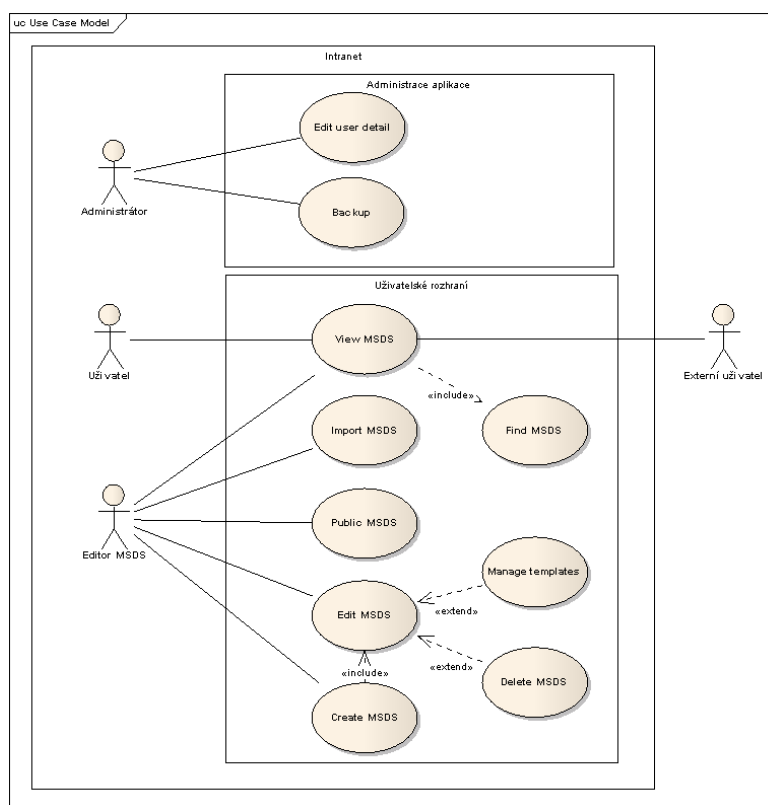 uc Use Case Model
Intranet
Administrace aplikace
Edit user detail
Administrátor
Backup
Uživatelské rozhraní
View MSDS
Uživatel
Externí uživatel
«include»
Import MSDS
Find MSDS
Public MSDS
Editor MSDS
Manage templates
Edit MSDS
«extend»
«extend»
«include»
Delete MSDS
Create MSDS